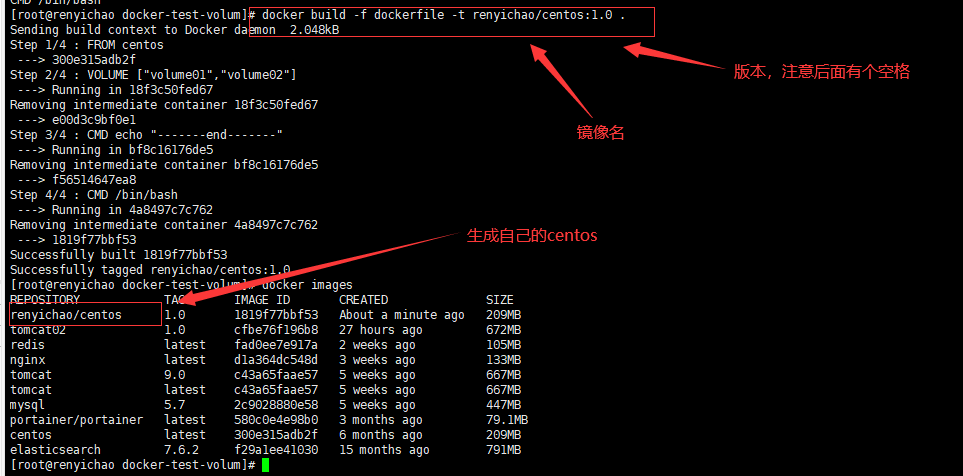 CMD /bin/bash
[root@renyichao docker-test-volum]# docker build -f dockerfile -t renyichao/centos:1.0 .
Sending build context to Docker daemon  2.048kB
Step 1/4 : FROM centos
 ---> 300e315adb2f
版本，注意后面有个空格
Step 2/4 : VOLUME ["volume01","volume02"]
 ---> Running in 18f3c50fed67
Removing intermediate container 18f3c50fed67
 ---> e00d3c9bf0e1
镜像名
Step 3/4 : CMD echo "-------end-------"
 ---> Running in bf8c16176de5
Removing intermediate container bf8c16176de5
 ---> f56514647ea8
Step 4/4 : CMD /bin/bash
 ---> Running in 4a8497c7c762
Removing intermediate container 4a8497c7c762
生成自己的centos
 ---> 1819f77bbf53
Successfully built 1819f77bbf53
Successfully tagged renyichao/centos:1.0
[root@renyichao docker-test-volum]# docker images
REPOSITORY TAG IMAGE ID CREATED SIZE
renyichao/centos 1.0 1819f77bbf53 About a minute ago 209MB
tomcat02 1.0 cfbe76f196b8 27 hours ago 672MB
redis latest fad0ee7e917a 2 weeks ago 105MB
nginx latest d1a364dc548d 3 weeks ago 133MB
tomcat 9.0 c43a65faae57 5 weeks ago 667MB
tomcat latest c43a65faae57 5 weeks ago 667MB
mysql 5.7 2c9028880e58 5 weeks ago 447MB
portainer/portainer latest 580c0e4e98b0 3 months ago 79.1MB
centos latest 300e315adb2f 6 months ago 209MB
elasticsearch 7.6.2 f29a1ee41030 15 months ago 791MB
[root@renyichao docker-test-volum]#